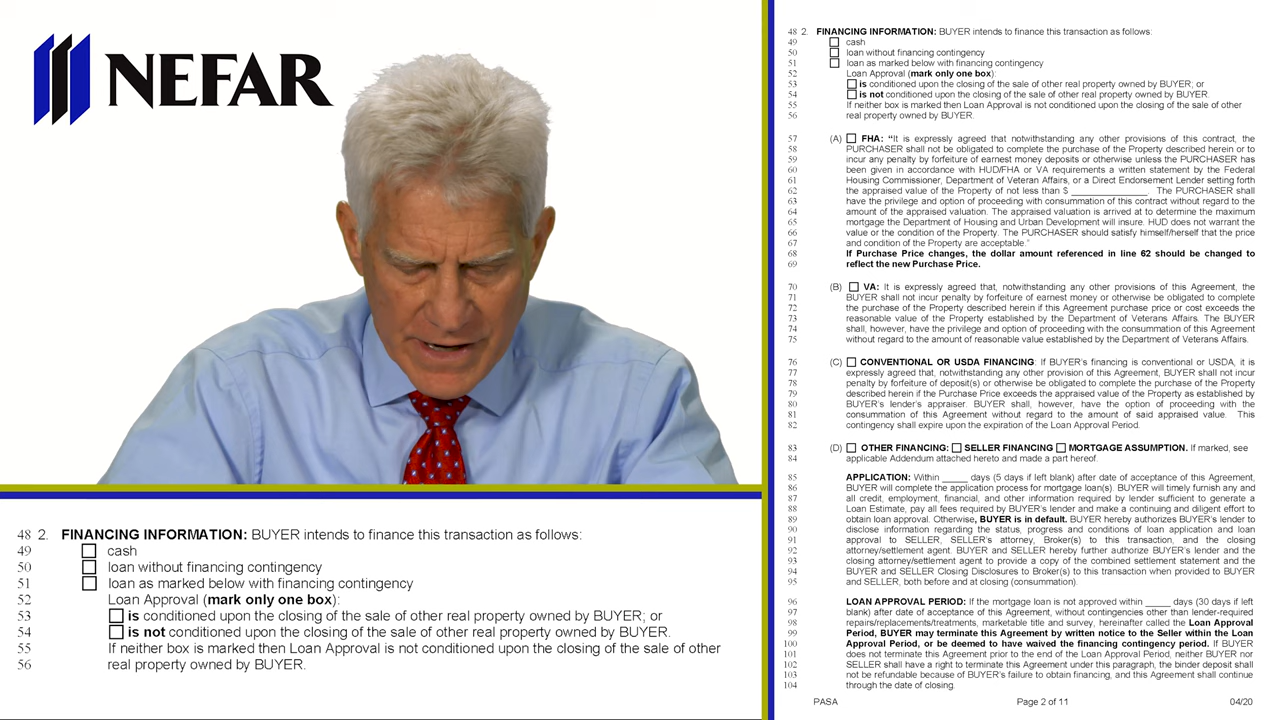 NEFAR
48 2. FINANCING INFORMATION: BUYER intends to finance this transaction as follows:
49 cash
50 loan without financing contingency
51 loan as marked below with financing contingency
52 Loan Approval (mark only one box):
53 is conditioned upon the closing of the sale of other real property owned by BUYER; or
54 is not conditioned upon the closing of the sale of other real property owned by BUYER.
55 If neither box is marked then Loan Approval is not conditioned upon the closing of the sale of other
56 real property owned by BUYER.
48 2. FINANCING INFORMATION: BUYER intends to finance this transaction as follows:
49 cash
50 loan without financing contingency
51 loan as marked below with financing contingency
52 Loan Approval (mark only one box):
53 is conditioned upon the closing of the sale of other real property owned by BUYER; or
54 is not conditioned upon the closing of the sale of other real property owned by BUYER.
55 If neither box is marked then Loan Approval is not conditioned upon the closing of the sale of other
56 real property owned by BUYER.
57 (A) FHA: "It is expressly agreed that notwithstanding any other provisions of this contract, the
58 PURCHASER shall not be obligated to complete the purchase of the Property described herein or to
59 incur any penalty by forfeiture of earnest money deposits or otherwise unless the PURCHASER has
60 been given in accordance with HUD/FHA or VA requirements a written statement by the Federal
61 Housing Commissioner, Department of Veteran Affairs, or a Direct Endorsement Lender setting forth
62 the appraised value of the Property of not less than $ ________________. The PURCHASER shall
63 have the privilege and option of proceeding with consummation of this contract without regard to the
64 amount of the appraised valuation. The appraised valuation is arrived at to determine the maximum
65 mortgage the Department of Housing and Urban Development will insure. HUD does not warrant the
66 value or the condition of the Property. The PURCHASER should satisfy himself/herself that the price
67 and condition of the Property are acceptable."
68 If Purchase Price changes, the dollar amount referenced in line 62 should be changed to
69 reflect the new Purchase Price.
70 (B) VA: It is expressly agreed that, notwithstanding any other provisions of this Agreement, the
71 BUYER shall not incur penalty by forfeiture of earnest money or otherwise be obligated to complete
72 the purchase of the Property described herein if this Agreement purchase price or cost exceeds the
73 reasonable value of the Property established by the Department of Veterans Affairs. The BUYER
74 shall, however, have the privilege and option of proceeding with the consummation of this Agreement
75 without regard to the amount of reasonable value established by the Department of Veterans Affairs.
76 (C) CONVENTIONAL OR USDA FINANCING: If BUYER's financing is conventional or USDA, it is
77 expressly agreed that, notwithstanding any other provision of this Agreement, BUYER shall not incur
78 penalty by forfeiture of deposit(s) or otherwise be obligated to complete the purchase of the Property
79 described herein if the Purchase Price exceeds the appraised value of the Property as established by
80 BUYER's lender's appraiser. BUYER shall, however, have the option of proceeding with the
81 consummation of this Agreement without regard to the amount of said appraised value. This
82 contingency shall expire upon the expiration of the Loan Approval Period.
83 (D) OTHER FINANCING: SELLER FINANCING MORTGAGE ASSUMPTION. If marked, see
84 applicable Addendum attached hereto and made a part hereof.
85 APPLICATION: Within _____ days (5 days if left blank) after date of acceptance of this Agreement,
86 BUYER will complete the application process for mortgage loan(s). BUYER will timely furnish any and
87 all credit, employment, financial, and other information required by lender sufficient to generate a
88 Loan Estimate, pay all fees required by BUYER's lender and make a continuing and diligent effort to
89 obtain loan approval. Otherwise, BUYER is in default. BUYER hereby authorizes BUYER's lender to
90 disclose information regarding the status, progress and conditions of loan application and loan
91 approval to SELLER, SELLER's attorney, Broker(s) to this transaction, and the closing
92 attorney/settlement agent. BUYER and SELLER hereby further authorize BUYER's lender and the
93 closing attorney/settlement agent to provide a copy of the combined settlement statement and the
94 BUYER and SELLER Closing Disclosures to Broker(s) to this transaction when provided to BUYER
95 and SELLER, both before and at closing (consummation).
96 LOAN APPROVAL PERIOD: If the mortgage loan is not approved within _____ days (30 days if left
97 blank) after date of acceptance of this Agreement, without contingencies other than lender-required
98 repairs/replacements/treatments, marketable title and survey, hereinafter called the Loan Approval
99 Period, BUYER may terminate this Agreement by written notice to the Seller within the Loan
100 Approval Period, or be deemed to have waived the financing contingency period. If BUYER
101 does not terminate this Agreement prior to the end of the Loan Approval Period, neither BUYER nor
102 SELLER shall have a right to terminate this Agreement under this paragraph, the binder deposit shall
103 not be refundable because of BUYER's failure to obtain financing, and this Agreement shall continue
104 through the date of closing.
PASA Page 2 of 11 04/20